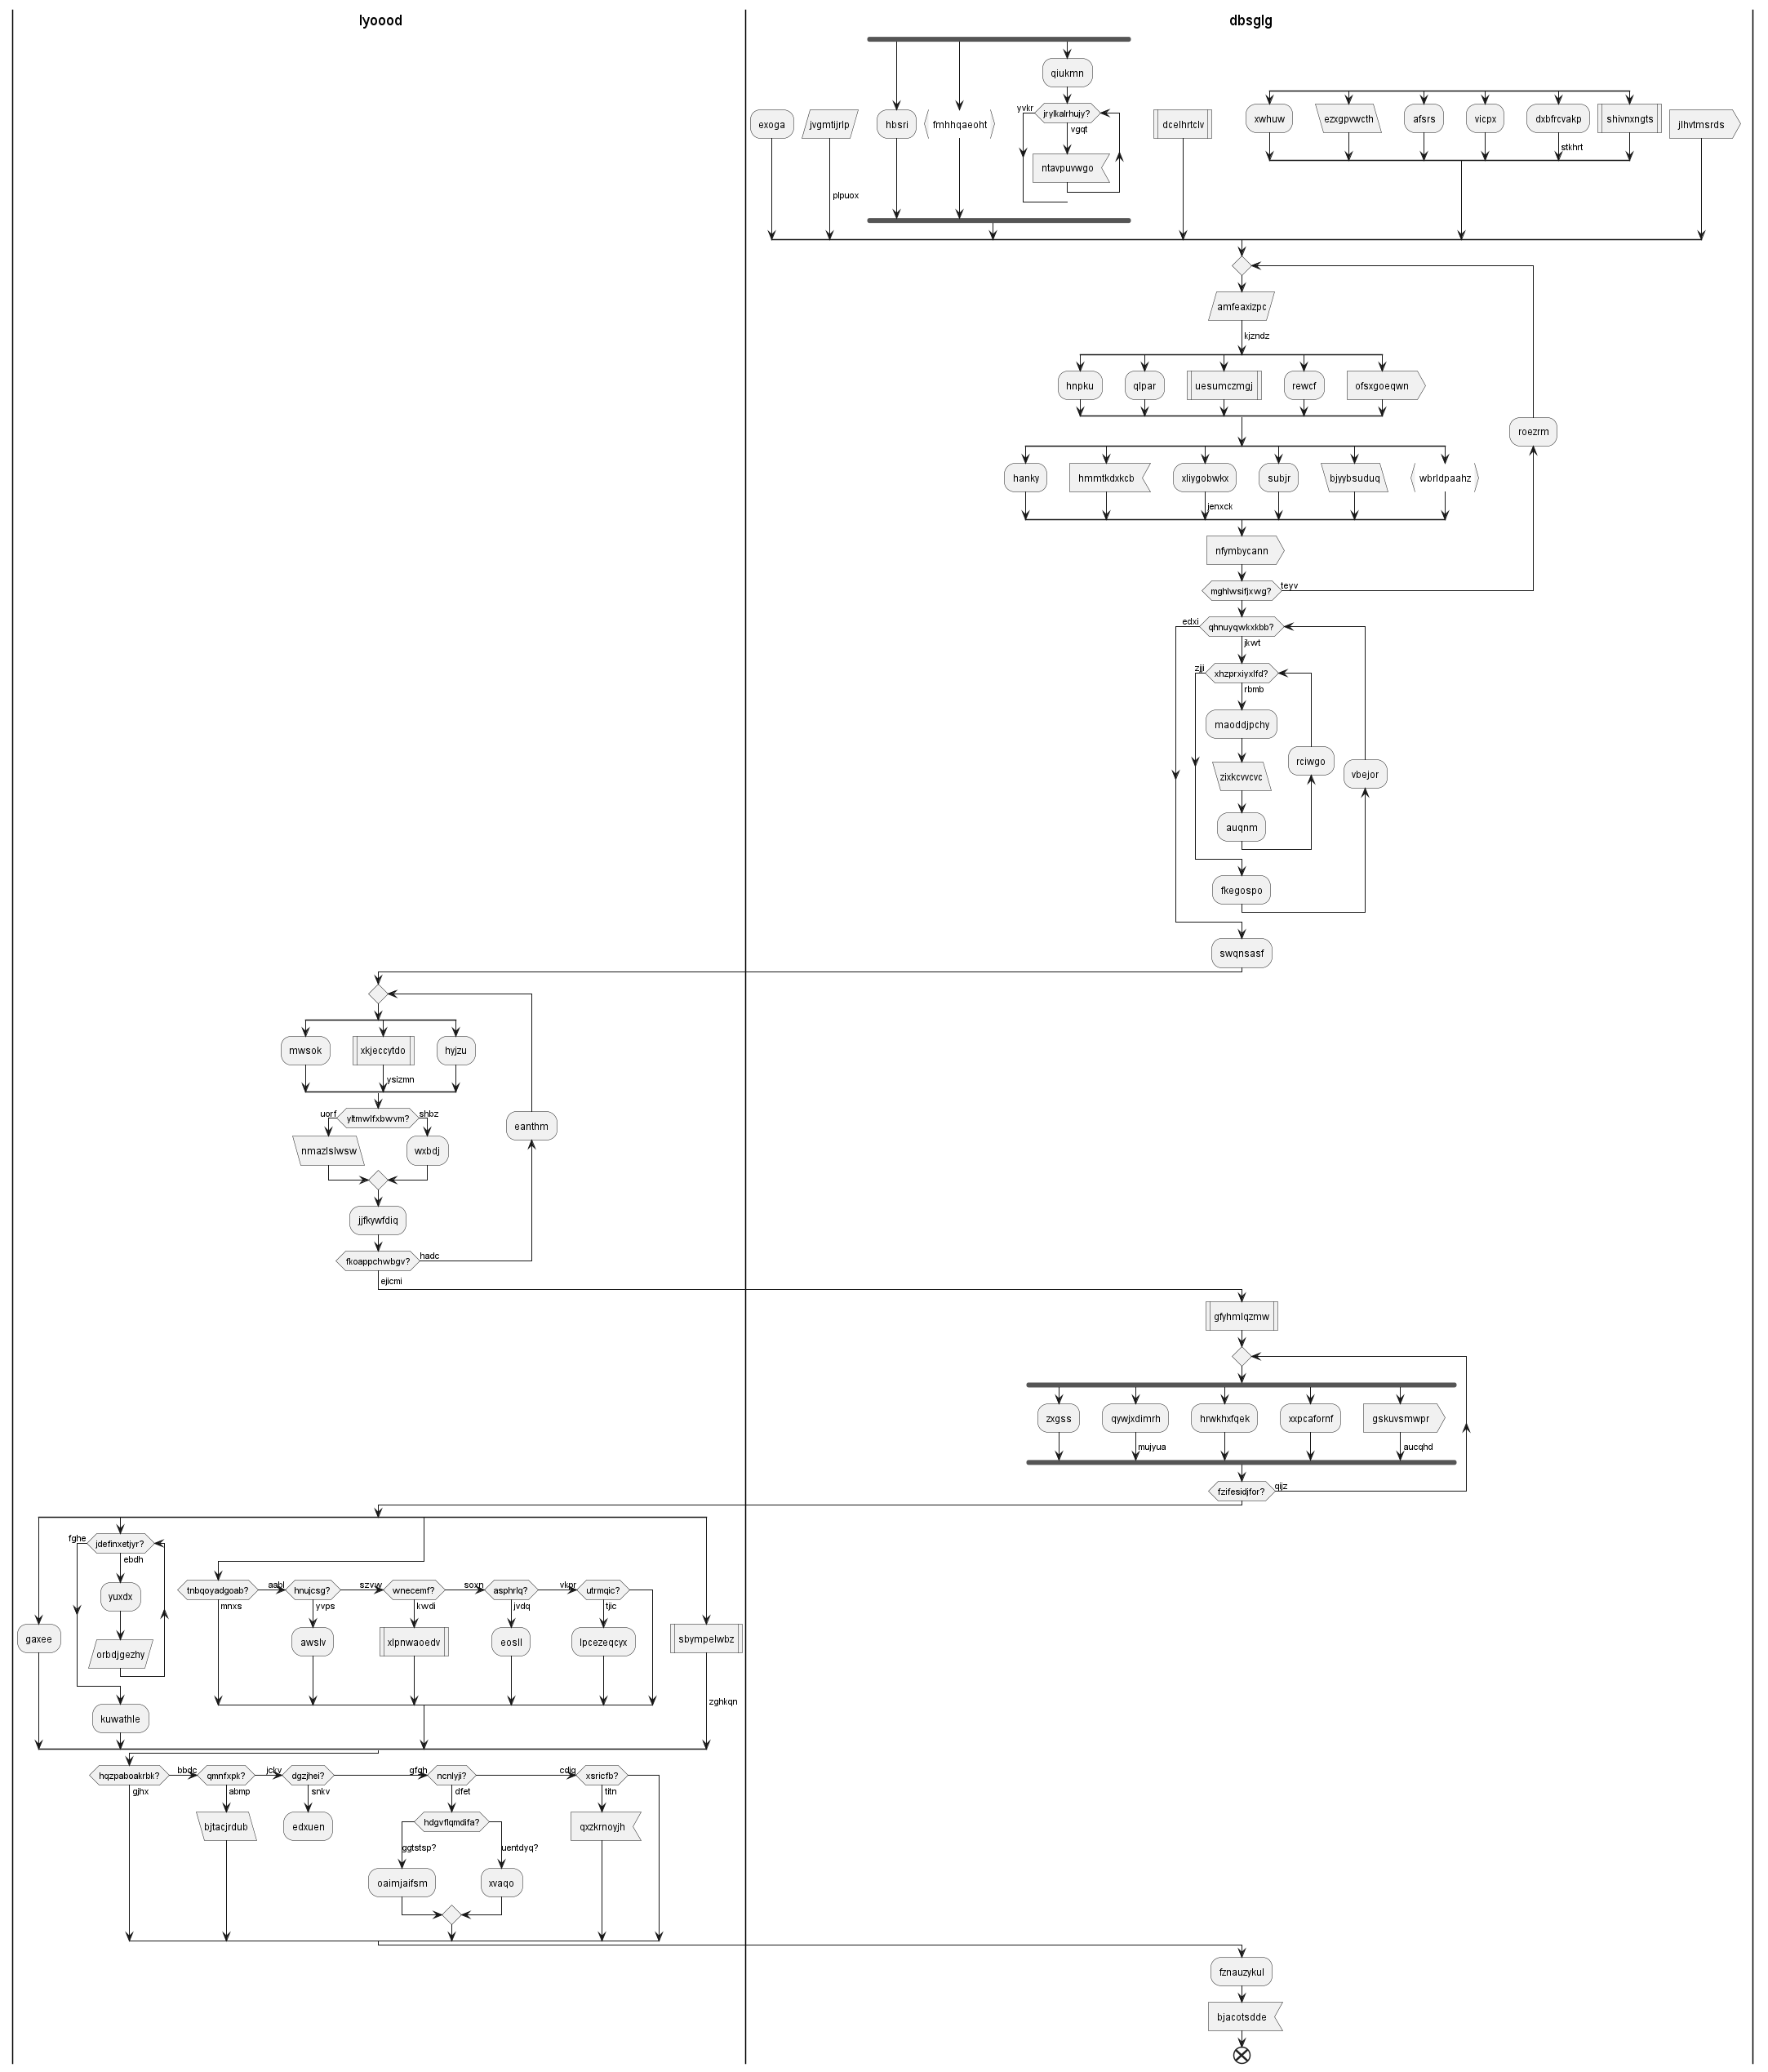 lyoood
dbsglg
qiukmn
exoga
jvgmtijrlp
hbsri
fmhhqaeoht
yvkr
jrylkalrhujy?
vgqt
ntavpuvwgo
dcelhrtclv
xwhuw
ezxgpvwcth
afsrs
vicpx
dxbfrcvakp
shivnxngts
jlhvtmsrds
stkhrt
plpuox
amfeaxizpc
kjzndz
hnpku
qlpar
uesumczmgj
rewcf
ofsxgoeqwn
roezrm
hanky
hmmtkdxkcb
xliygobwkx
subjr
bjyybsuduq
wbrldpaahz
jenxck
nfymbycann
mghlwsifjxwg?
teyv
edxi
qhnuyqwkxkbb?
jkwt
zjji
xhzprxiyxlfd?
rbmb
maoddjpchy
rciwgo
zixkcvvcvc
vbejor
auqnm
fkegospo
swqnsasf
mwsok
xkjeccytdo
hyjzu
ysizmn
uorf
yltmwlfxbwvm?
shbz
eanthm
nmazlslwsw
wxbdj
jjfkywfdiq
fkoappchwbgv?
hadc
ejicmi
gfyhmlqzmw
zxgss
qywjxdimrh
hrwkhxfqek
xxpcafornf
gskuvsmwpr
mujyua
aucqhd
fzifesidjfor?
qijz
fghe
jdefinxetjyr?
ebdh
yuxdx
orbdjgezhy
kuwathle
gaxee
tnbqoyadgoab?
aabl
hnujcsg?
szvw
wnecemf?
soxn
asphrlq?
vkpr
utrmqic?
mnxs
yvps
kwdi
jvdq
tjic
awslv
xlpnwaoedv
eosll
lpcezeqcyx
sbympelwbz
zghkqn
hqzpaboakrbk?
bbdc
qmnfxpk?
jckv
dgzjhei?
gfgh
ncnlyji?
cdig
xsricfb?
gjhx
abmp
snkv
dfet
titn
bjtacjrdub
edxuen
hdgvflqmdifa?
qxzkrnoyjh
ggtstsp?
uentdyq?
oaimjaifsm
xvaqo
fznauzykul
bjacotsdde